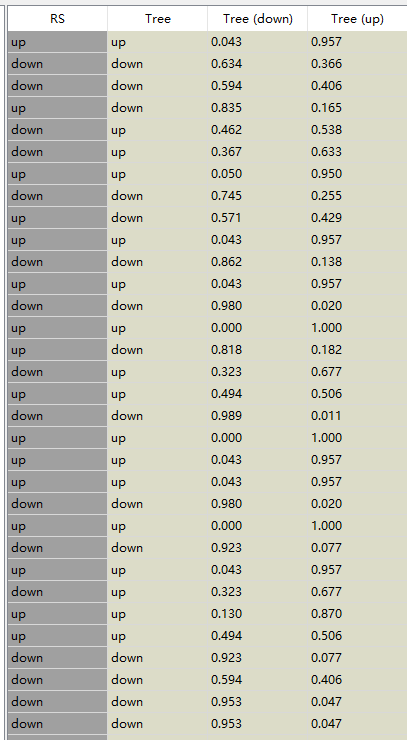 RS Tree Tree (down) Tree (up)
up up 0.043 0.957
down down 0.634 0.366
down down 0.594 0.406
up down 0.835 0.165
down up 0.462 0.538
down up 0.367 0.633
up up 0.050 0.950
down down 0.745 0.255
up down 0.571 0.429
up up 0.043 0.957
down down 0.862 0.138
up up 0.043 0.957
down down 0.980 0.020
up up 0.000 1.000
up down 0.818 0.182
down up 0.323 0.677
up up 0.494 0.506
down down 0.989 0.011
up up 0.000 1.000
up up 0.043 0.957
up up 0.043 0.957
down down 0.980 0.020
up up 0.000 1.000
down down 0.923 0.077
up up 0.043 0.957
down up 0.323 0.677
up up 0.130 0.870
up up 0.494 0.506
down down 0.923 0.077
down down 0.594 0.406
down down 0.953 0.047
down down 0.953 0.047